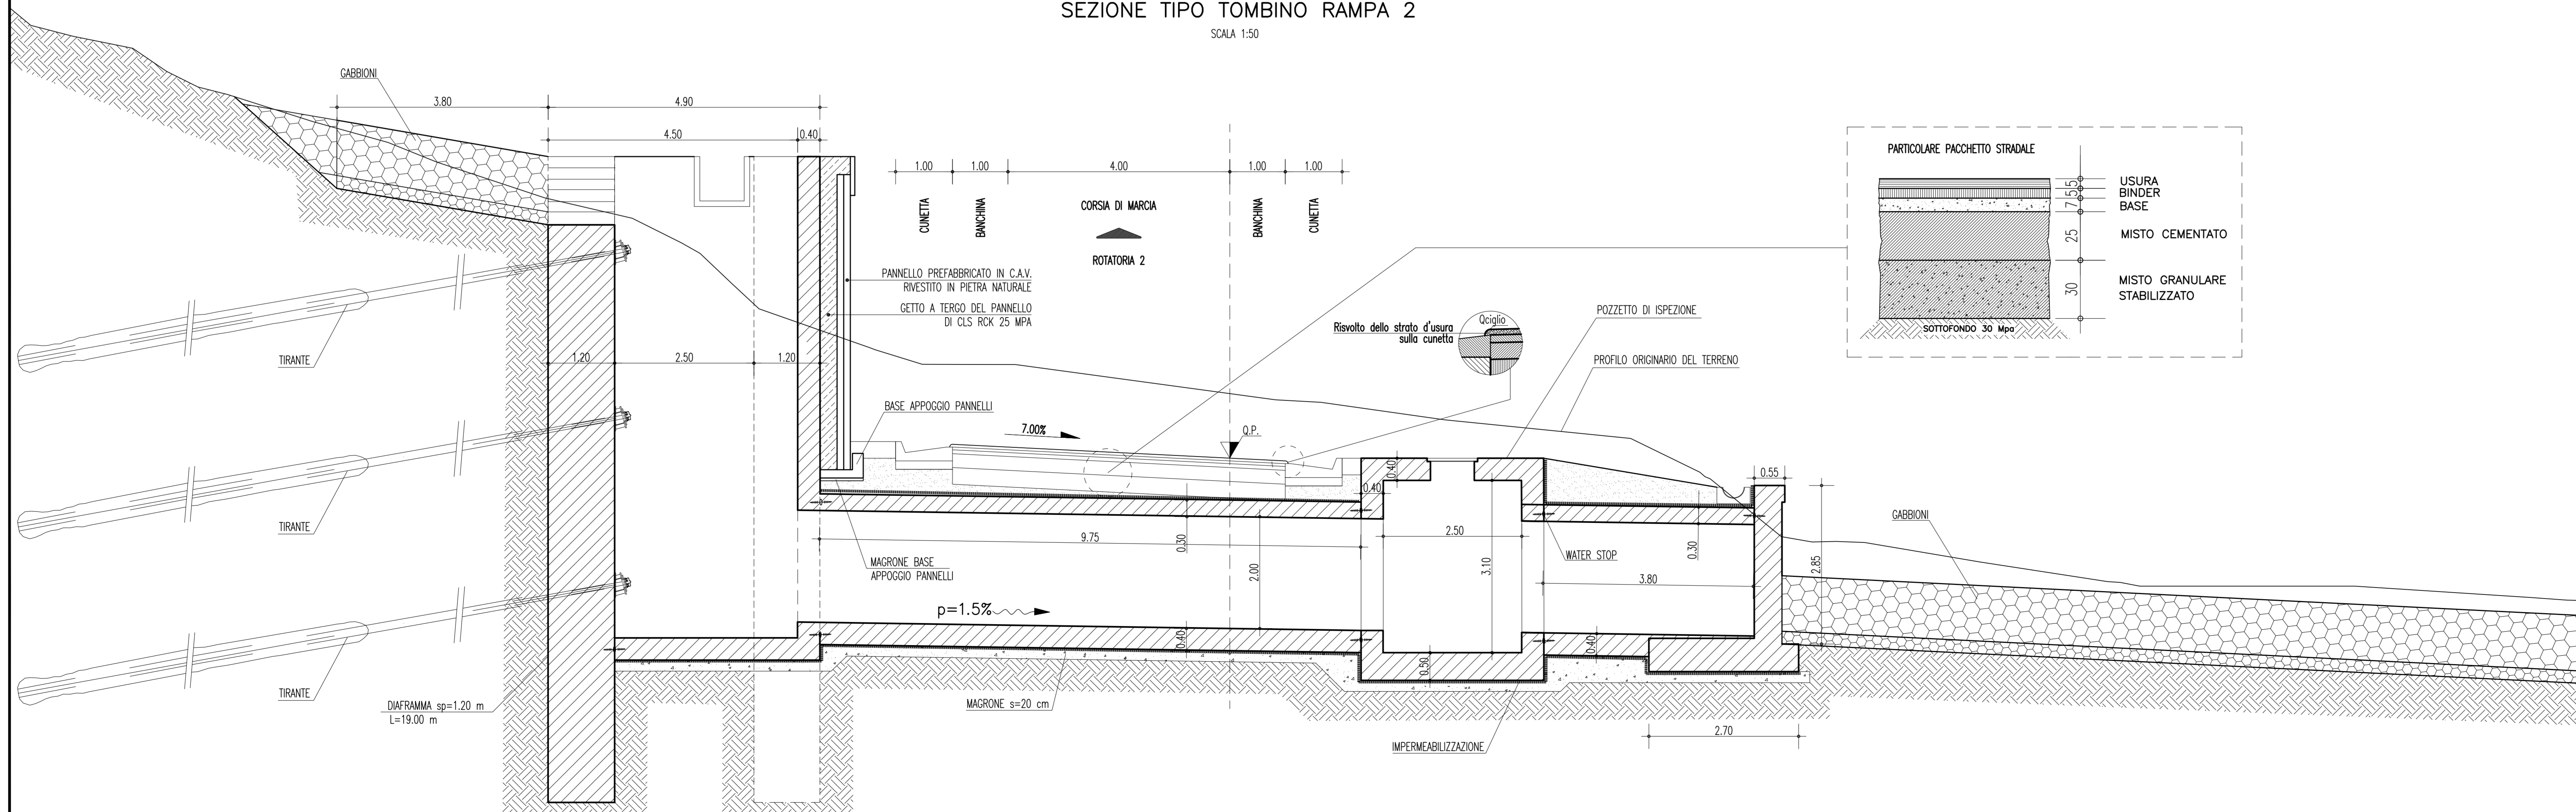 SEZIONE TIPO TOMBINO RAMPA 2
SCALA 1:50
GABBIONI
3.80
4.90
4.50
0.40
1.00
1.00
4.00
1.00
1.00
CUNETTA
BANCHINA
CORSIA DI MARCIA
BANCHINA
CUNETTA
ROTATORIA 2
PANNELLO PREFABBRICATO IN C.A.V.
RIVESTITO IN PIETRA NATURALE
GETTO A TERGO DEL PANNELLO
DI CLS RCK 25 MPA
PARTICOLARE PACCHETTO STRADALE
5
USURA
5
BINDER
7
BASE
25
MISTO CEMENTATO
30
MISTO GRANULARE
STABILIZZATO
SOTTOFONDO 30 Mpa
Qciglio
Risvolto dello strato d'usura
sulla cunetta
POZZETTO DI ISPEZIONE
PROFILO ORIGINARIO DEL TERRENO
TIRANTE
1.20
2.50
1.20
BASE APPOGGIO PANNELLI
7.00%
Q.P.
0.40
0.40
0.55
TIRANTE
9.75
0.30
2.00
2.50
3.10
WATER STOP
0.30
3.80
2.85
GABBIONI
MAGRONE BASE
APPOGGIO PANNELLI
p=1.5%
0.40
0.50
0.40
TIRANTE
DIAFRAMMA sp=1.20 m
L=19.00 m
MAGRONE s=20 cm
IMPERMEABILIZZAZIONE
2.70